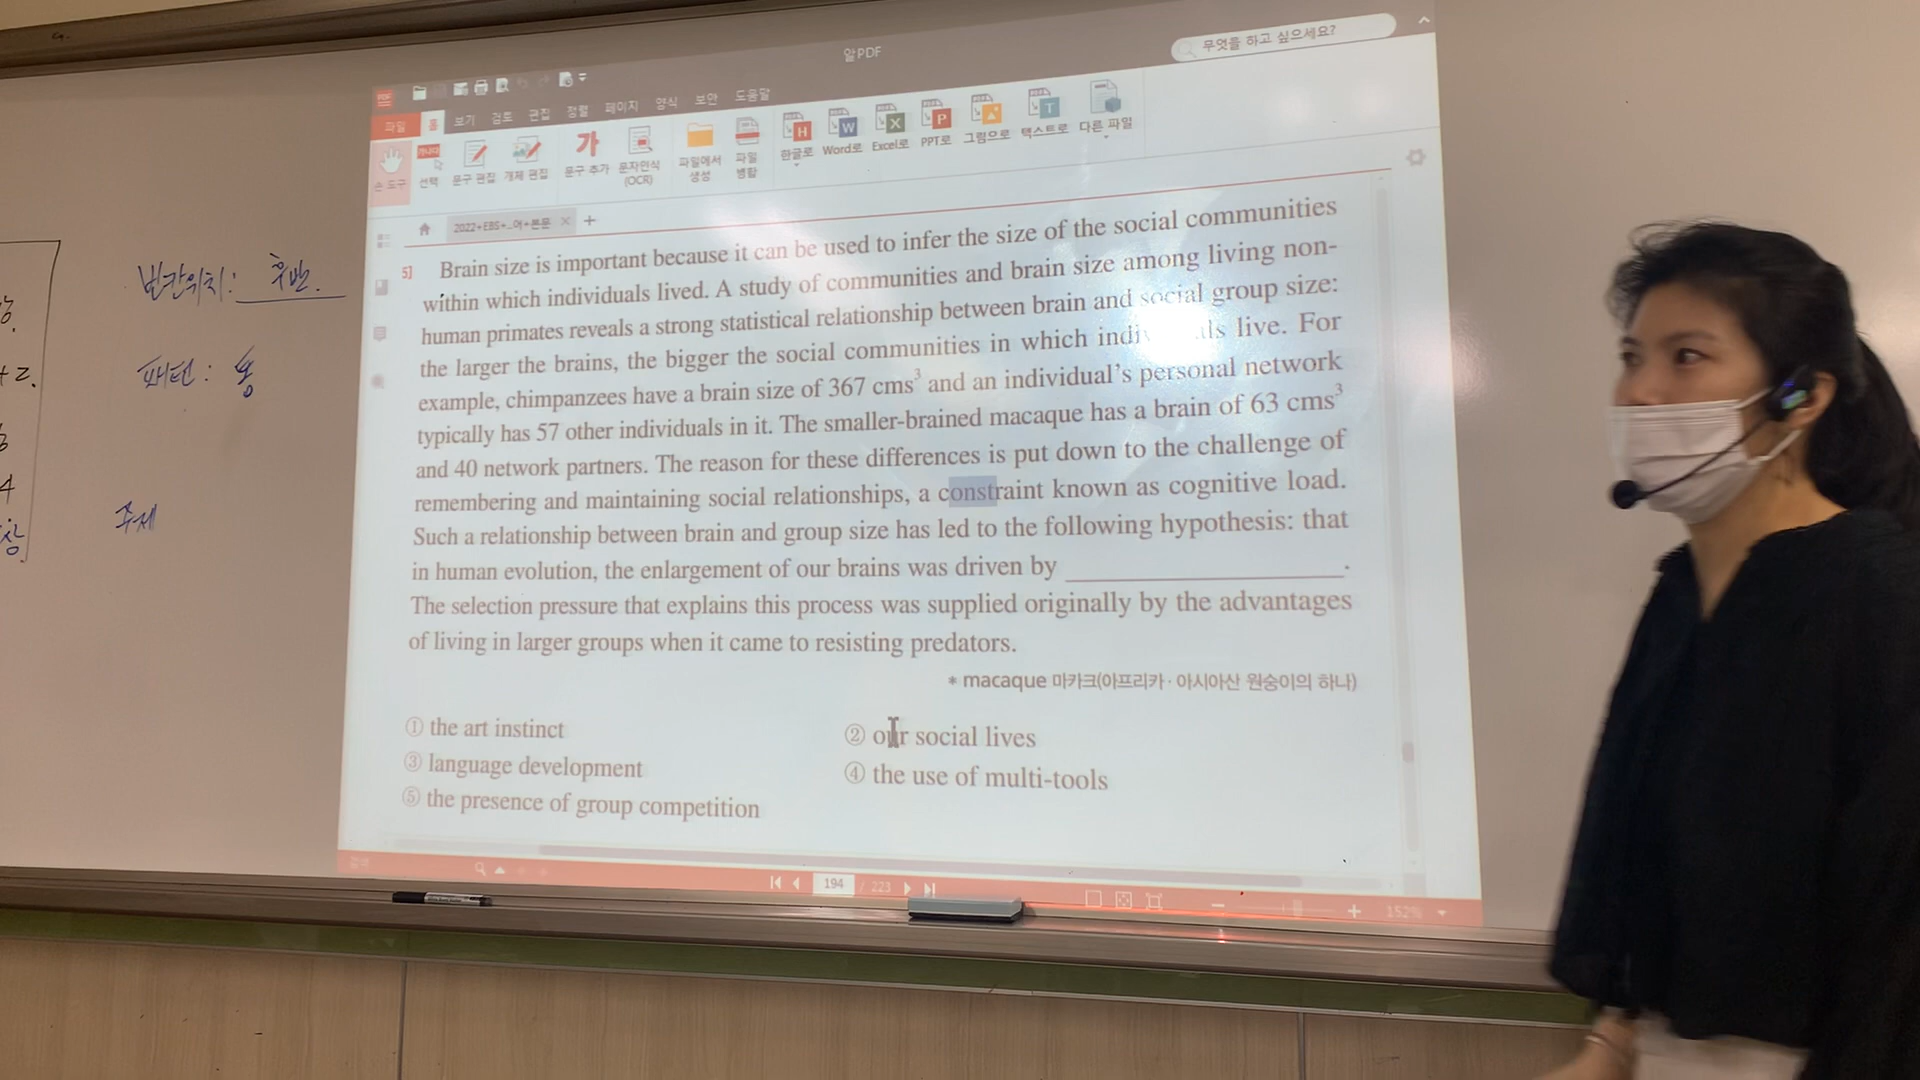 알PDF
무엇을 하고 싶으세요?
파일 홈 보기 검토 편집 정렬 페이지 양식 보안 도움말
손 도구
선택
문구 편집
개체 편집
가
문구 추가
문자인식
(OCR)
파일에서
생성
파일
병합
한글로
Word로
Excel로
PPT로
그림으로
텍스트로
다른 파일
2022+EBS+_어+본문
5] Brain size is important because it can be used to infer the size of the social communities
within which individuals lived. A study of communities and brain size among living non-
human primates reveals a strong statistical relationship between brain and social group size:
the larger the brains, the bigger the social communities in which indi als live. For
example, chimpanzees have a brain size of 367 cms³ and an individual's personal network
typically has 57 other individuals in it. The smaller-brained macaque has a brain of 63 cms³
and 40 network partners. The reason for these differences is put down to the challenge of
remembering and maintaining social relationships, a constraint known as cognitive load.
Such a relationship between brain and group size has led to the following hypothesis: that
in human evolution, the enlargement of our brains was driven by ______.
The selection pressure that explains this process was supplied originally by the advantages
of living in larger groups when it came to resisting predators.
* macaque 마카크(아프리카·아시아산 원숭이의 하나)
① the art instinct
② our social lives
③ language development
④ the use of multi-tools
⑤ the presence of group competition
194 / 223
152%
빈칸위치: 후반.
패턴: 통
주제
+2.
4